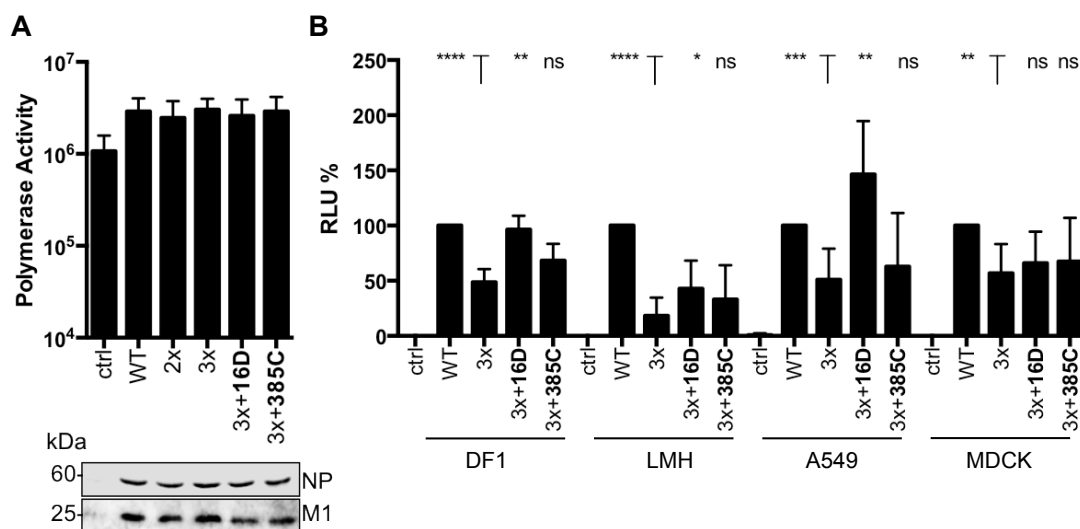 A
Polymerase Activity
10⁷
10⁶
10⁵
10⁴
ctrl
WT
2x
3x
3x+16D
3x+385C
kDa
60
NP
25
M1
B
RLU %
250
200
150
100
50
0
**** ** ns
**** * ns
*** ** ns
** ns ns
ctrl
WT
3x
3x+16D
3x+385C
ctrl
WT
3x
3x+16D
3x+385C
ctrl
WT
3x
3x+16D
3x+385C
ctrl
WT
3x
3x+16D
3x+385C
DF1
LMH
A549
MDCK